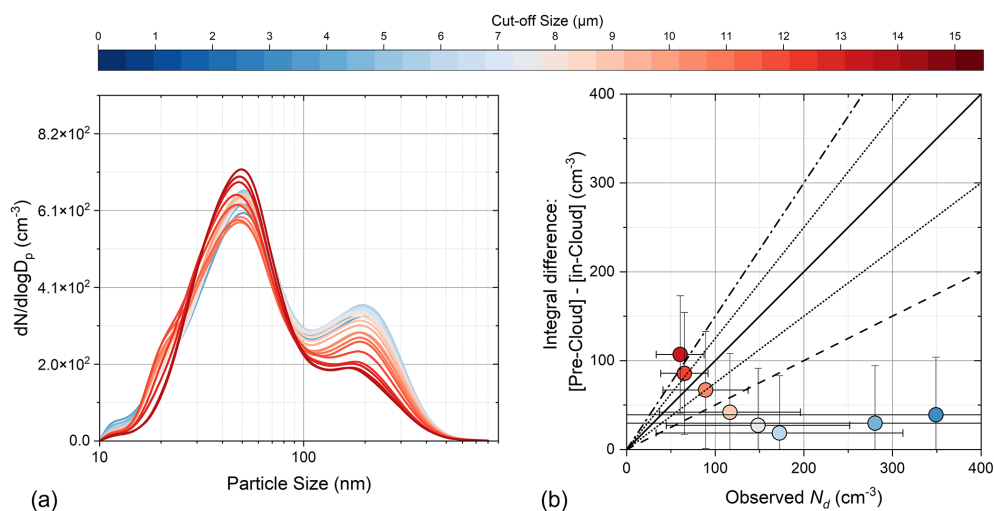 Cut-off Size (µm)
0 1 2 3 4 5 6 7 8 9 10 11 12 13 14 15
8.2×10²
6.1×10²
4.1×10²
2.0×10²
0.0
dN/dlogDₚ (cm⁻³)
10 100
Particle Size (nm)
(a)
400
300
200
100
0
Integral difference:
[Pre-Cloud] - [in-Cloud] (cm⁻³)
0 100 200 300 400
Observed N_d (cm⁻³)
(b)